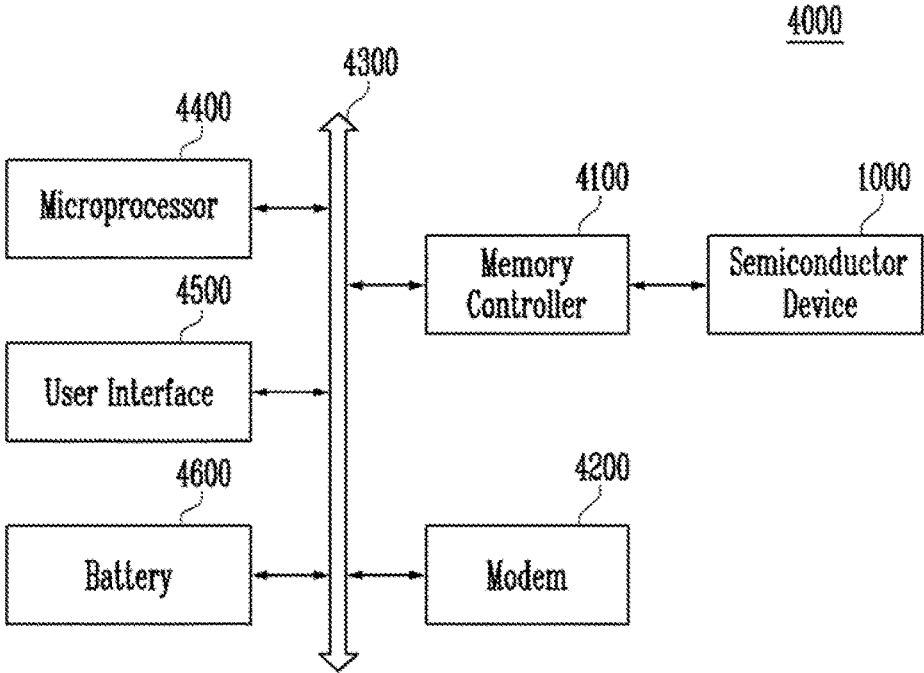 4000
4300
4400
Microprocessor
4100
Memory
Controller
1000
Semiconductor
Device
4500
User Interface
4600
Battery
4200
Modem